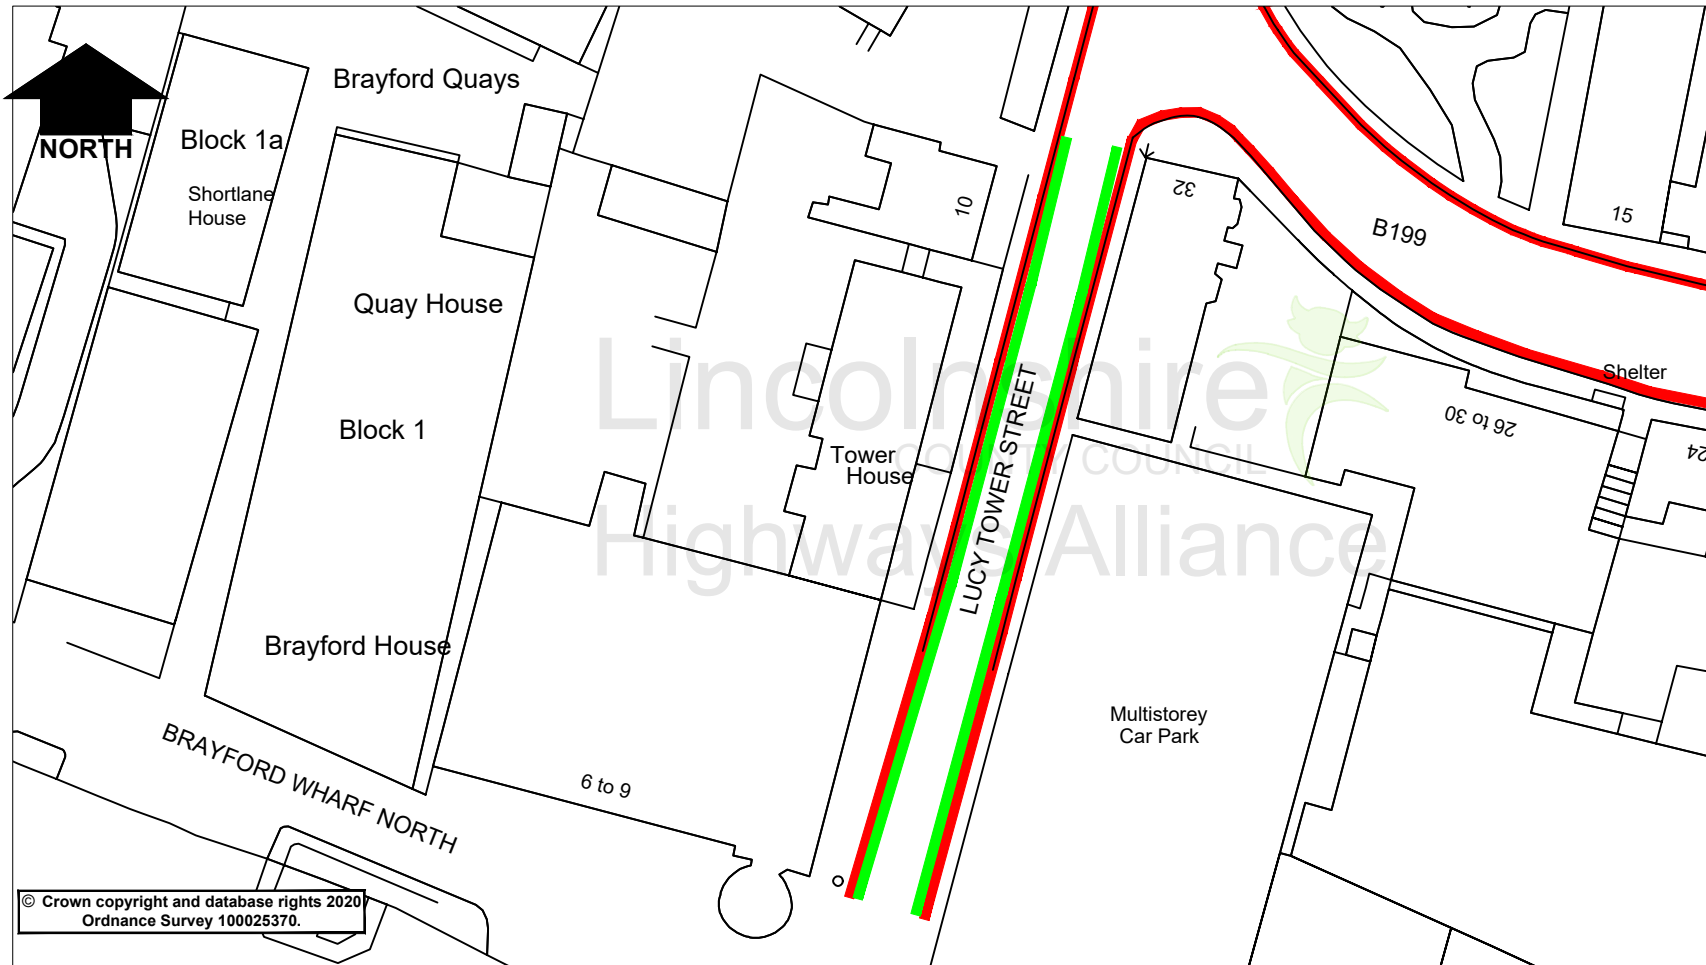 Brayford Quays
Block 1a
NORTH
Shortlane
House
10
32
15
B199
Quay House
Lincolnshire
COUNTY COUNCIL
Highways Alliance
Shelter
Block 1
26 to 30
24
Tower
House
LUCY TOWER STREET
Brayford House
Multistorey
Car Park
BRAYFORD WHARF NORTH
6 to 9
© Crown copyright and database rights 2020
Ordnance Survey 100025370.